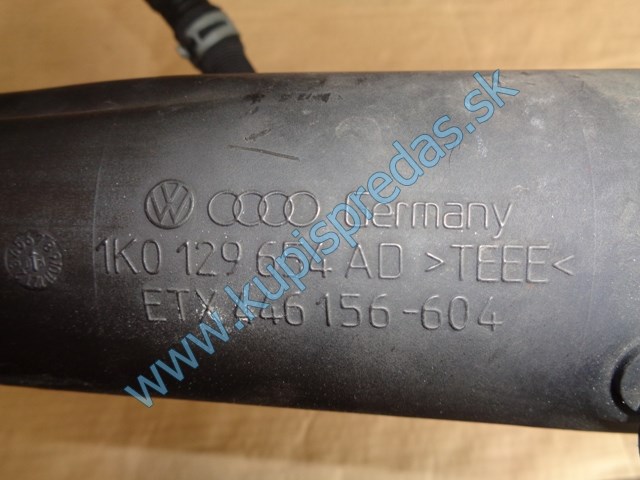 Germany
1K0 129 654 AD >TEEE<
ETX 446 156-604
www.kupispredas.sk